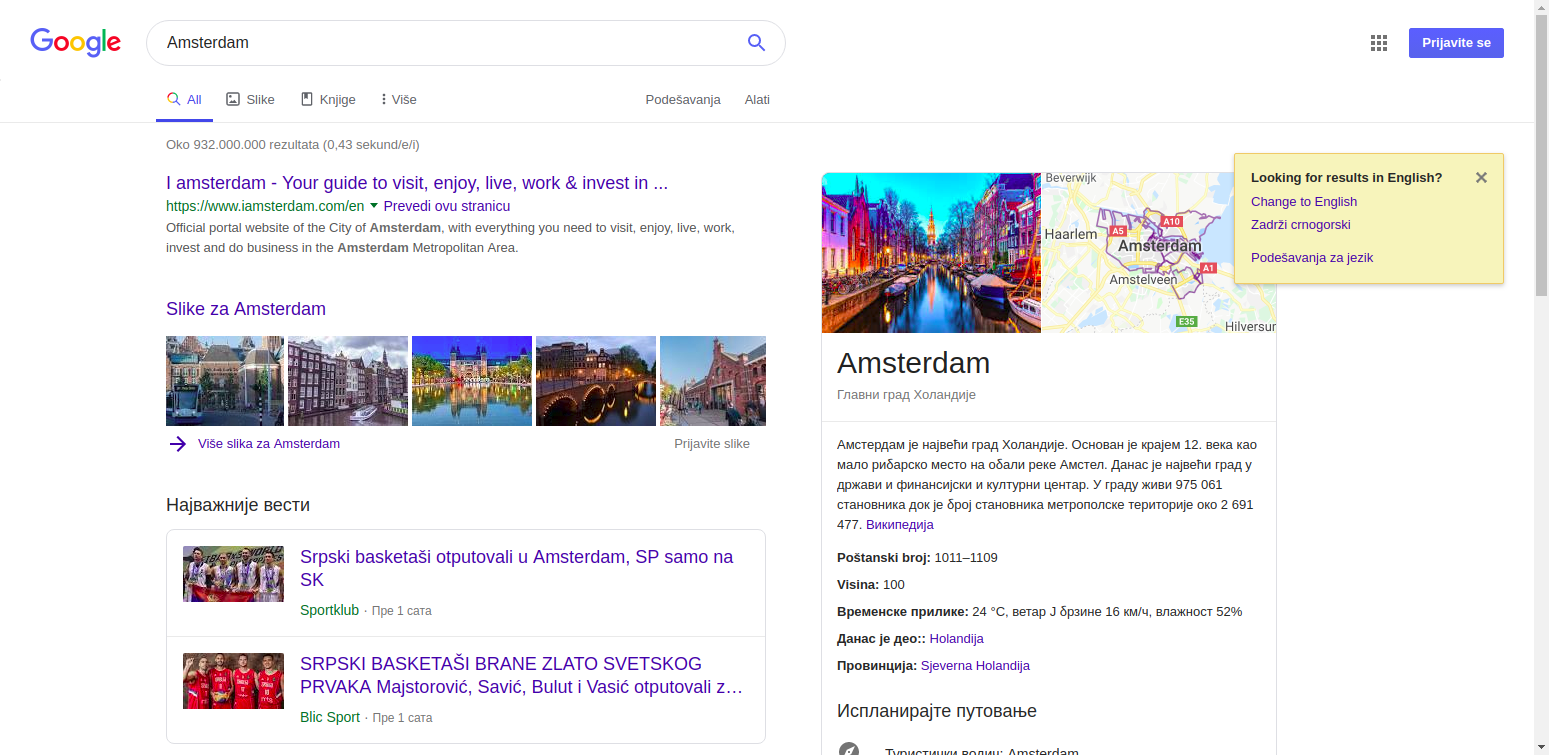 Google
Amsterdam
Prijavite se
All
Slike
Knjige
Više
Podešavanja
Alati
Oko 932.000.000 rezultata (0,43 sekund/e/i)
I amsterdam - Your guide to visit, enjoy, live, work & invest in ...
https://www.iamsterdam.com/en Prevedi ovu stranicu
Official portal website of the City of Amsterdam, with everything you need to visit, enjoy, live, work,
invest and do business in the Amsterdam Metropolitan Area.
Slike za Amsterdam
Više slika za Amsterdam
Prijavite slike
Најважније вести
Srpski basketaši otputovali u Amsterdam, SP samo na
SK
Sportklub · Пре 1 сата
SRPSKI BASKETAŠI BRANE ZLATO SVETSKOG
PRVAKA Majstorović, Savić, Bulut i Vasić otputovali z…
Blic Sport · Пре 1 сата
Beverwijk
A10
Haarlem
A5
Amsterdam
A1
Amstelveen
E35
Hilversur
Looking for results in English?
Change to English
Zadrži crnogorski
Podešavanja za jezik
Amsterdam
Главни град Холандије
Амстердам је највећи град Холандије. Основан је крајем 12. века као
мало рибарско место на обали реке Амстел. Данас је највећи град у
држави и финансијски и културни центар. У граду живи 975 061
становника док је број становника метрополске територије око 2 691
477. Википедија
Poštanski broj: 1011–1109
Visina: 100
Временске прилике: 24 °C, ветар J брзине 16 км/ч, влажност 52%
Данас је део:: Holandija
Провинција: Sjeverna Holandija
Испланирајте путовање
Туристички водич: Amsterdam